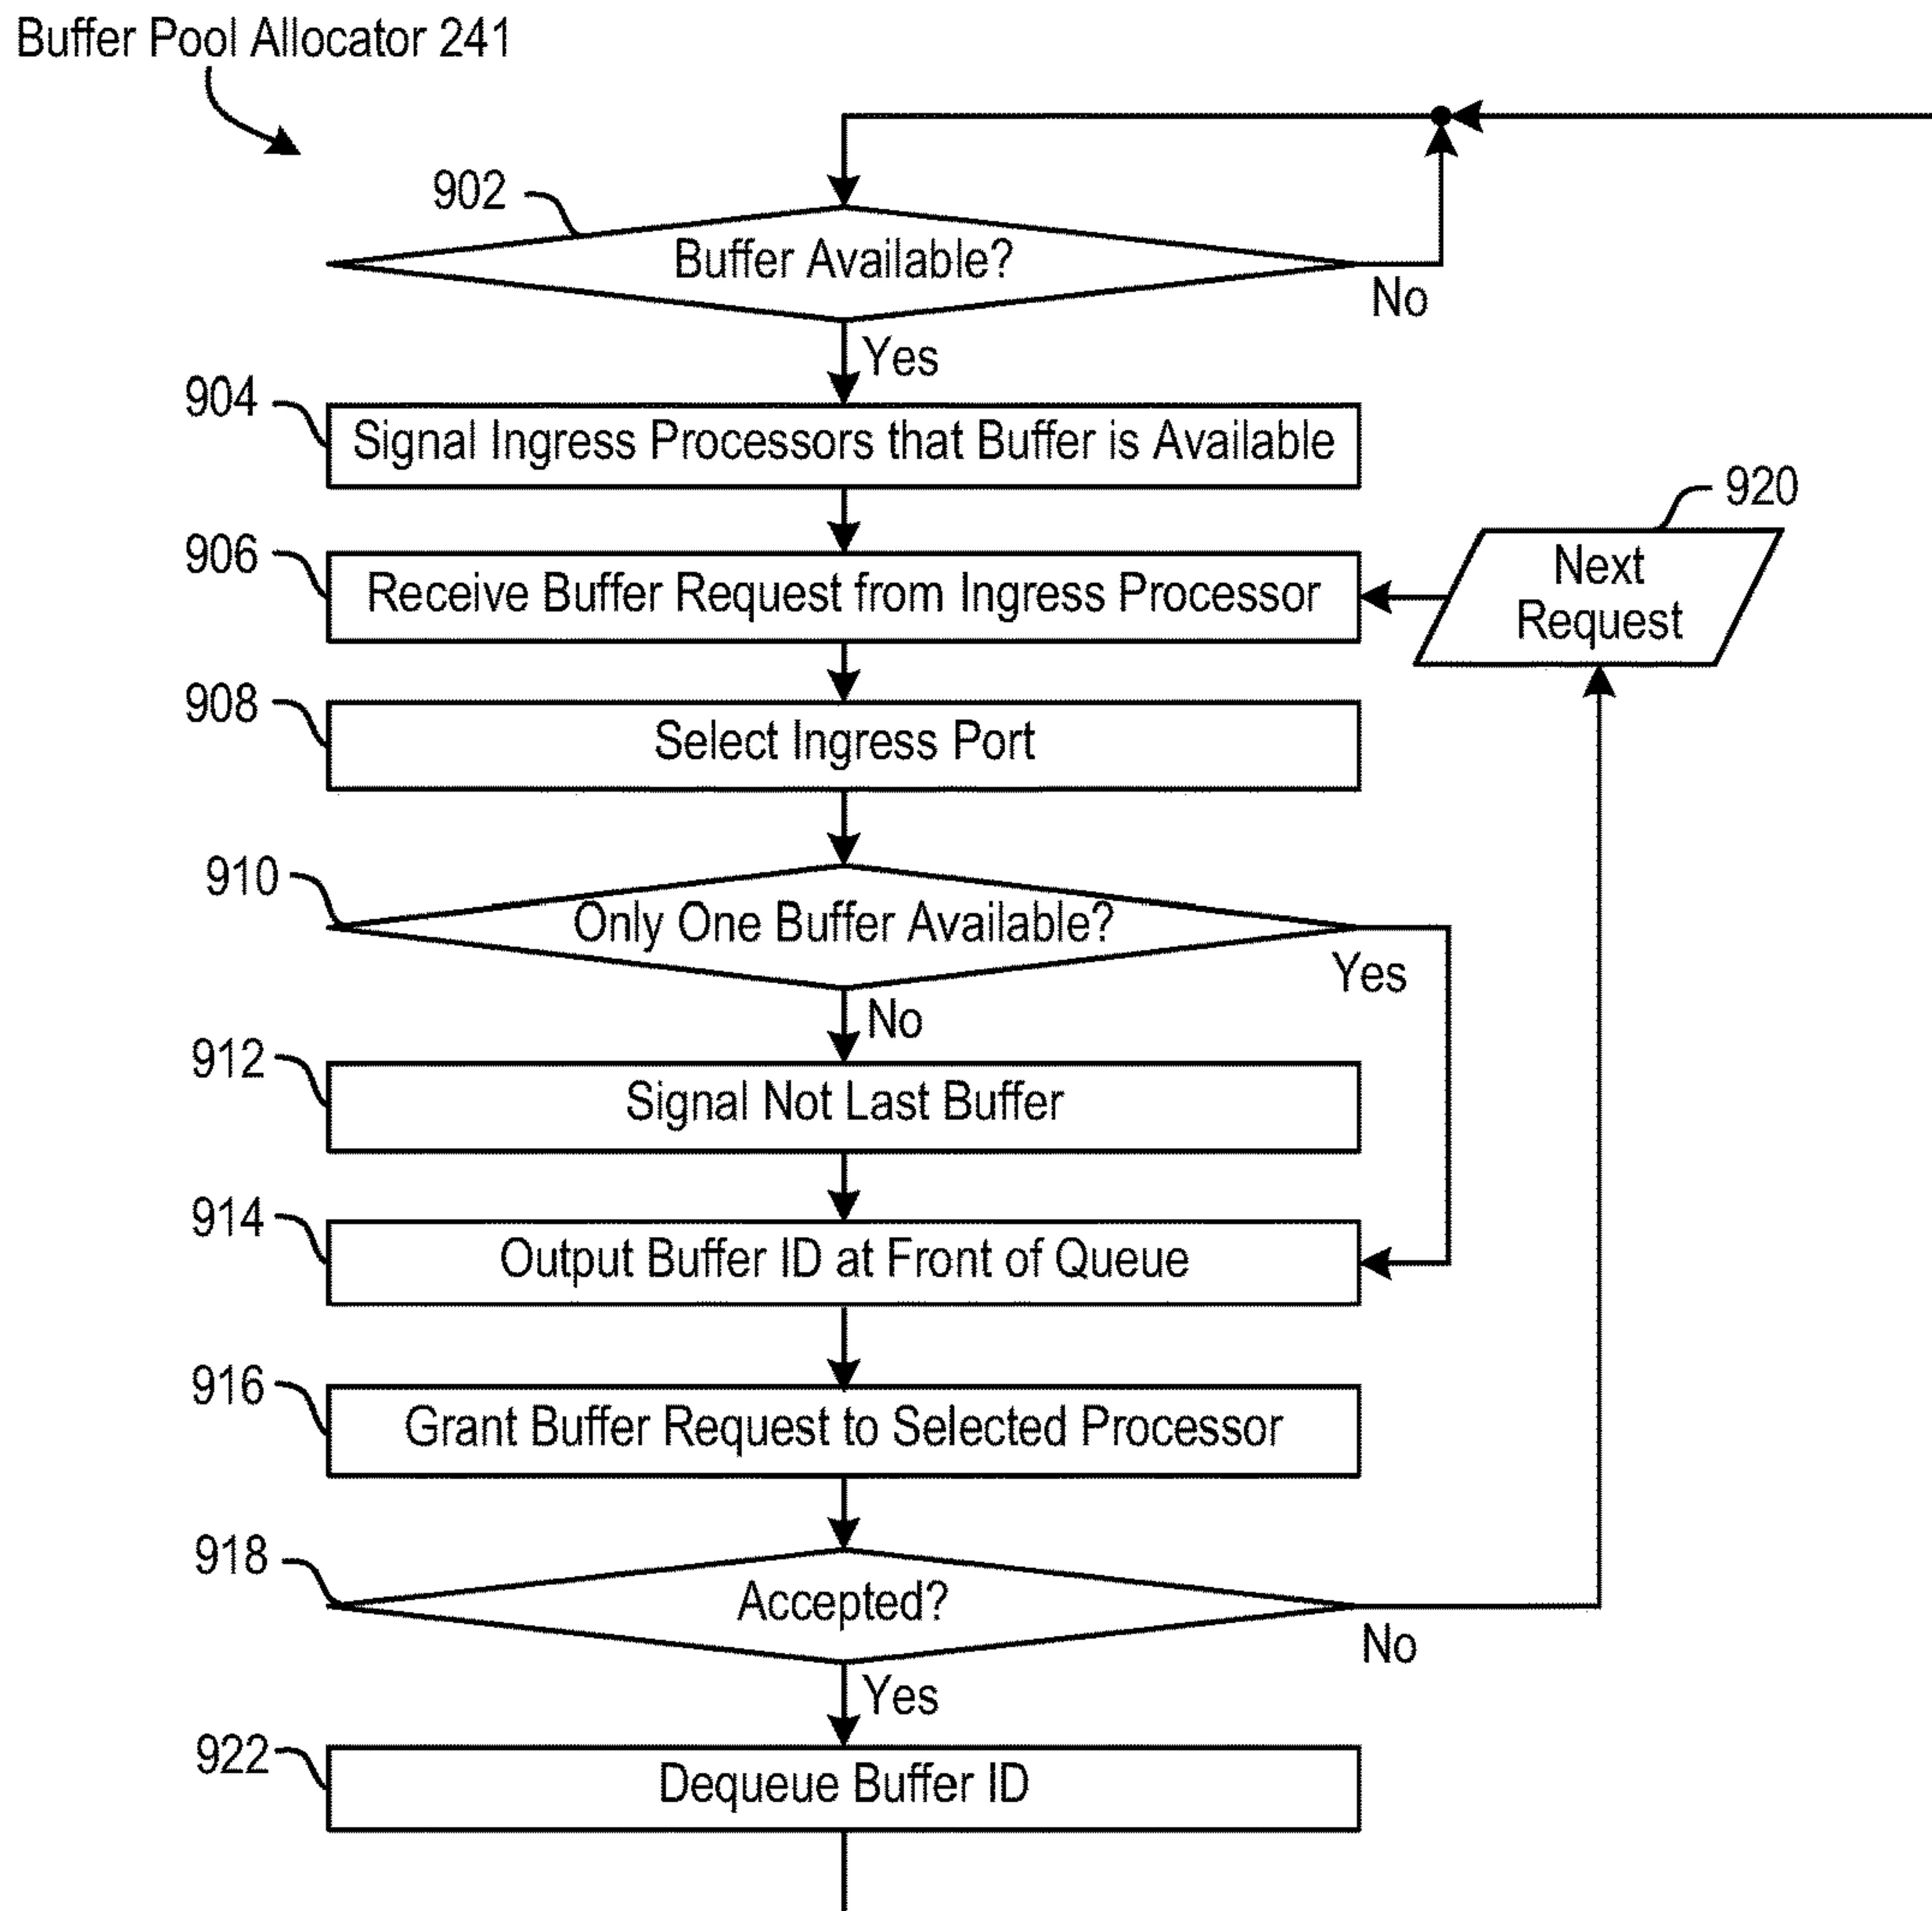 Buffer Pool Allocator 241
902
Buffer Available?
No
Yes
904
Signal Ingress Processors that Buffer is Available
920
Next
Request
906
Receive Buffer Request from Ingress Processor
908
Select Ingress Port
910
Only One Buffer Available?
Yes
No
912
Signal Not Last Buffer
914
Output Buffer ID at Front of Queue
916
Grant Buffer Request to Selected Processor
918
Accepted?
No
Yes
922
Dequeue Buffer ID